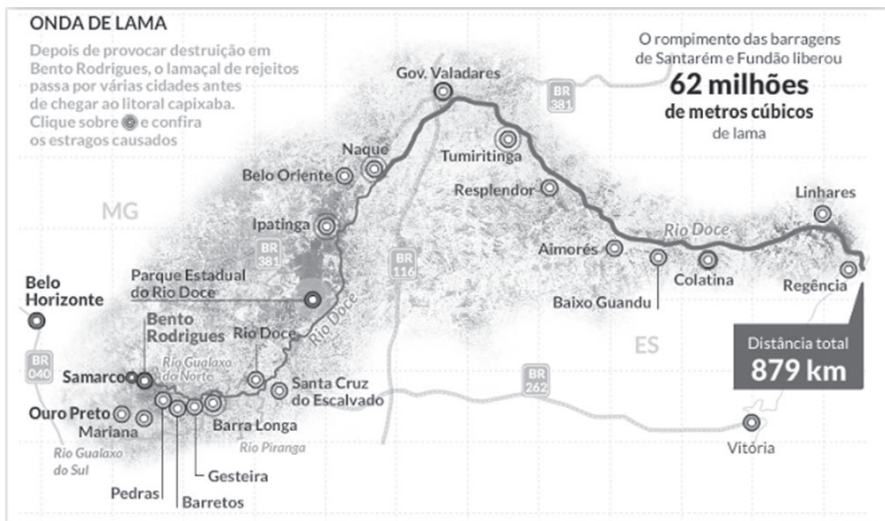 ONDA DE LAMA
Depois de provocar destruição em
Bento Rodrigues, o lamaçal de rejeitos
passa por várias cidades antes
de chegar ao litoral capixaba.
Clique sobre e confira
os estragos causados
O rompimento das barragens
de Santarém e Fundão liberou
62 milhões
de metros cúbicos
de lama
Gov. Valadares
BR
381
Naque
Tumiritinga
Belo Oriente
Resplendor
Linhares
MG
Ipatinga
Rio Doce
BR
381
Aimorés
BR
116
Parque Estadual
do Rio Doce
Colatina
Regência
Belo
Horizonte
Baixo Guandu
Bento
Rodrigues
Rio Doce
Rio Doce
ES
Distância total
879 km
BR
040
Rio Gualaxo
do Norte
Samarco
BR
262
Santa Cruz
do Escalvado
Ouro Preto
Mariana
Barra Longa
Rio Piranga
Vitória
Rio Gualaxo
do Sul
Gesteira
Pedras
Barretos